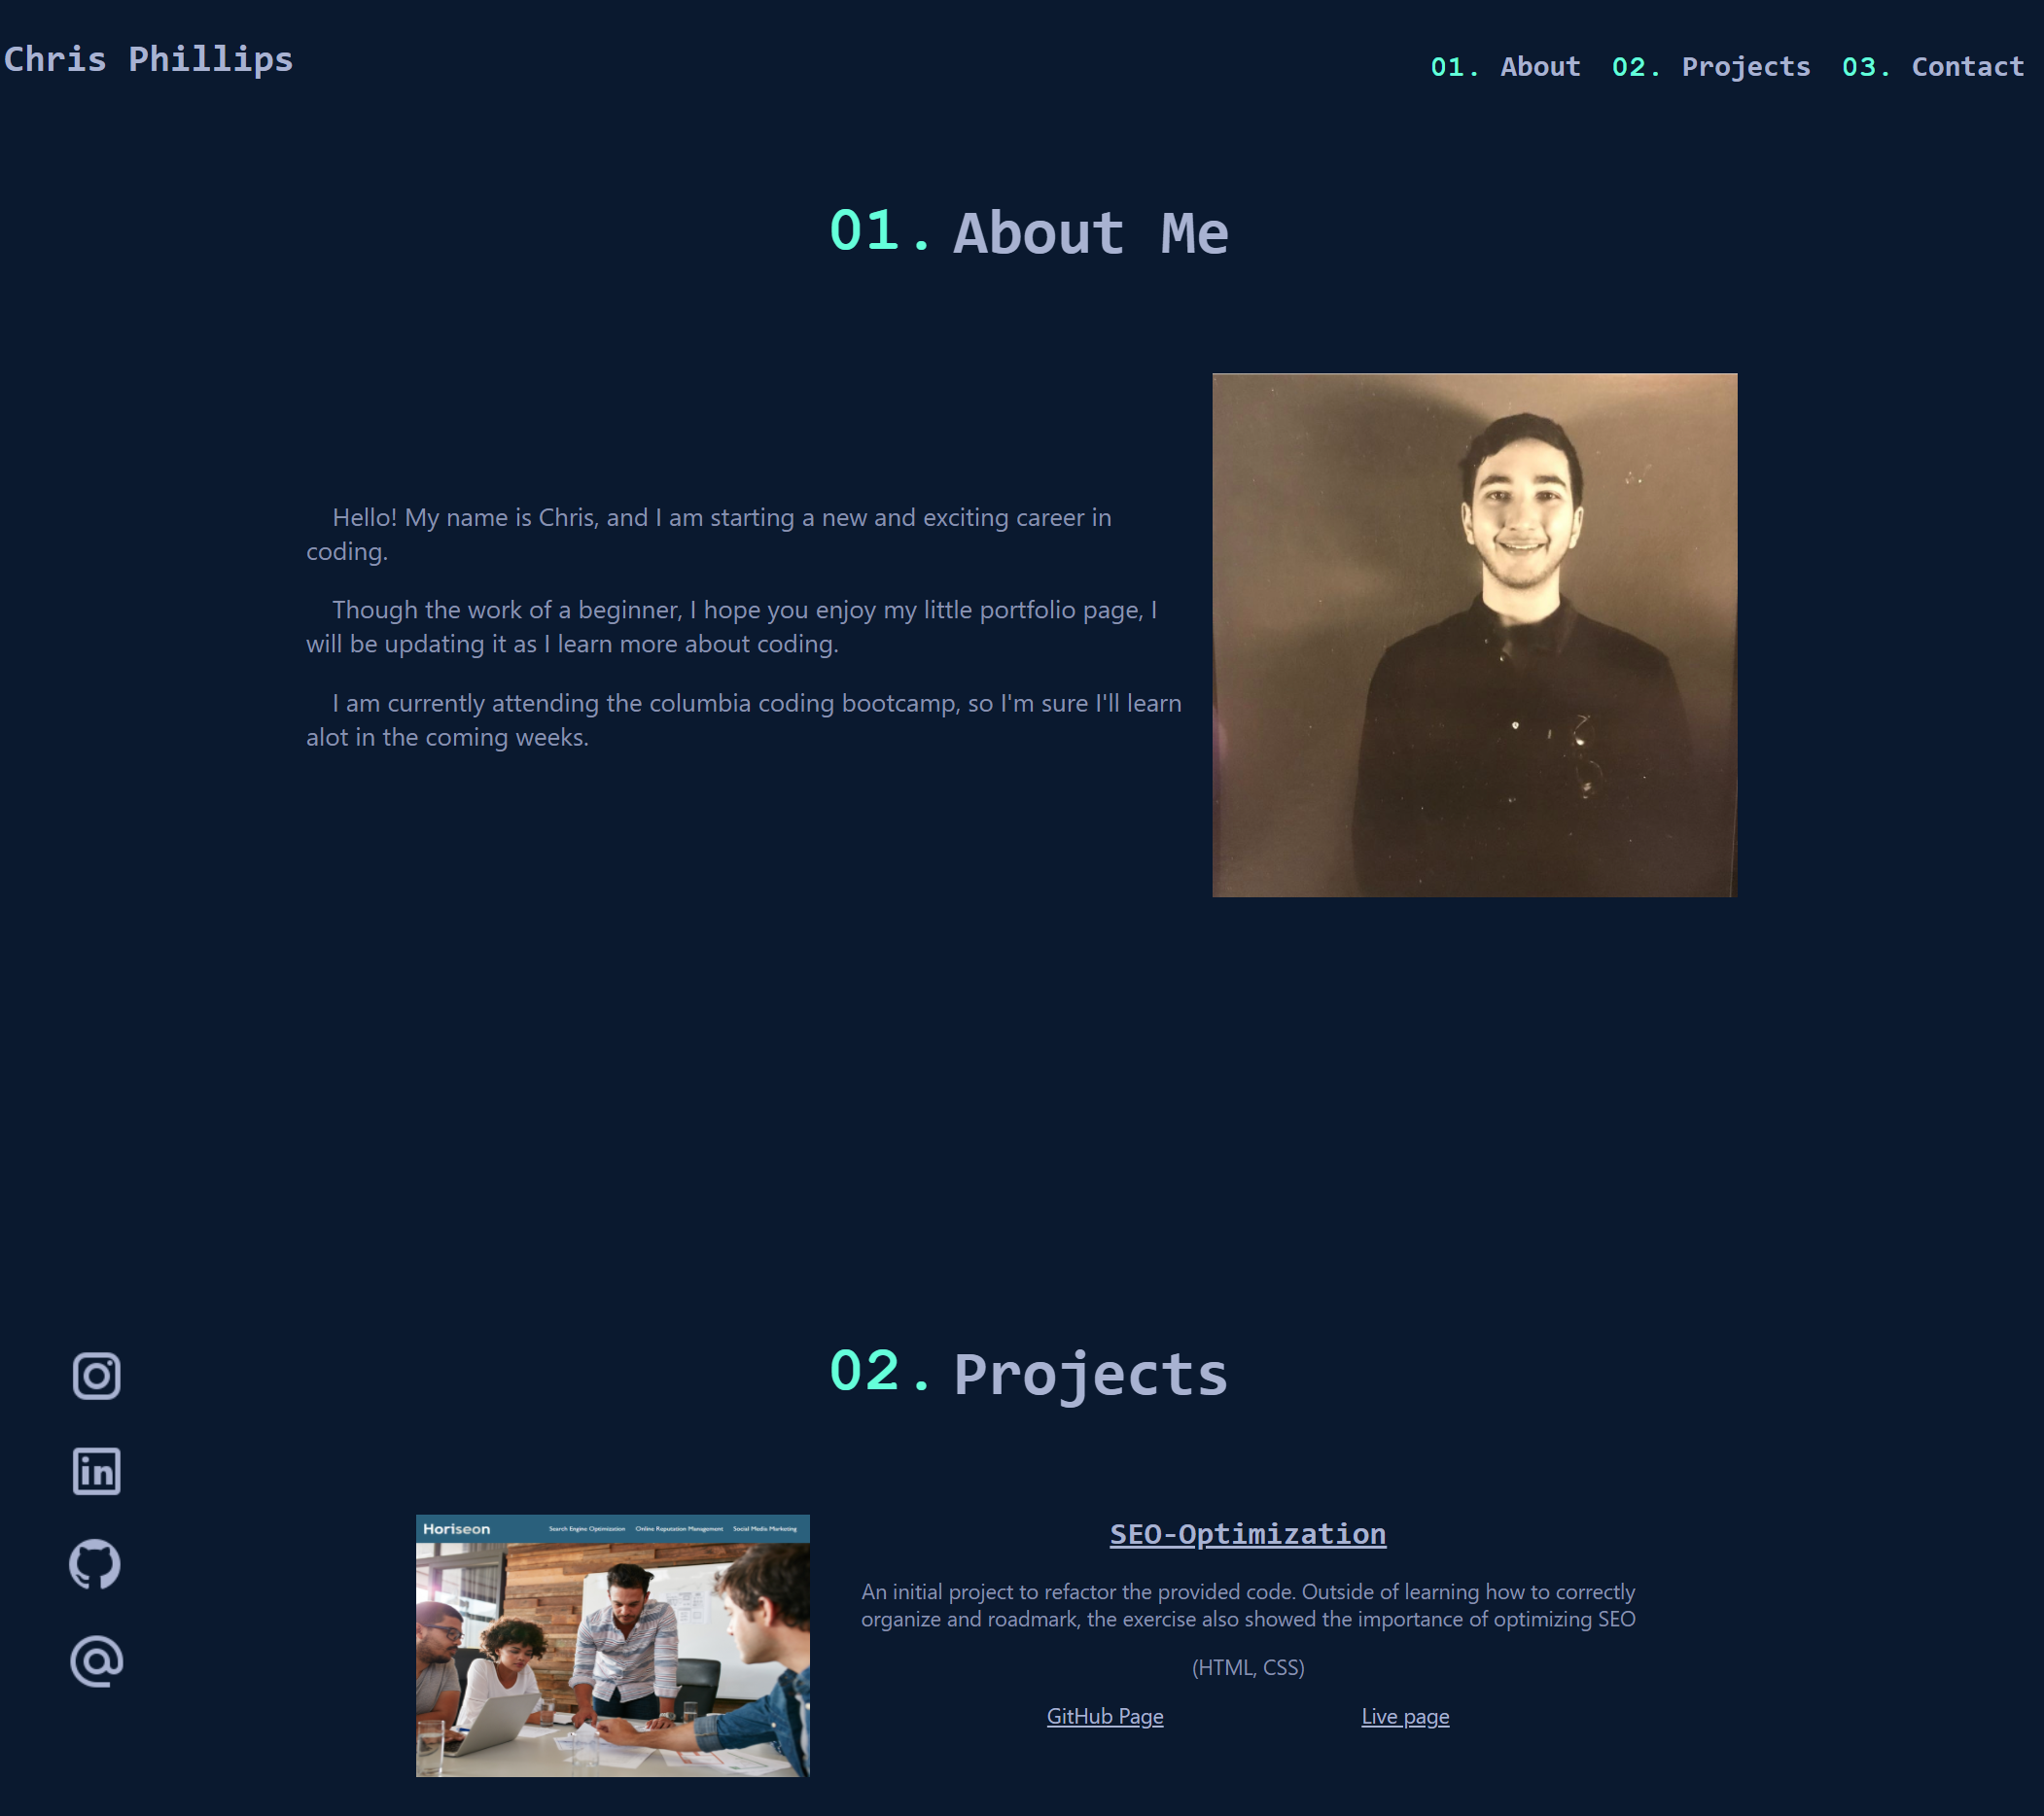 Chris Phillips
01. About 02. Projects 03. Contact
01. About Me
Hello! My name is Chris, and I am starting a new and exciting career in
coding.
Though the work of a beginner, I hope you enjoy my little portfolio page, I
will be updating it as I learn more about coding.
I am currently attending the columbia coding bootcamp, so I'm sure I'll learn
alot in the coming weeks.
02. Projects
in
Horiseon Search Engine Optimization Online Reputation Management Social Media Marketing
SEO-Optimization
An initial project to refactor the provided code. Outside of learning how to correctly
organize and roadmark, the exercise also showed the importance of optimizing SEO
(HTML, CSS)
GitHub Page Live page